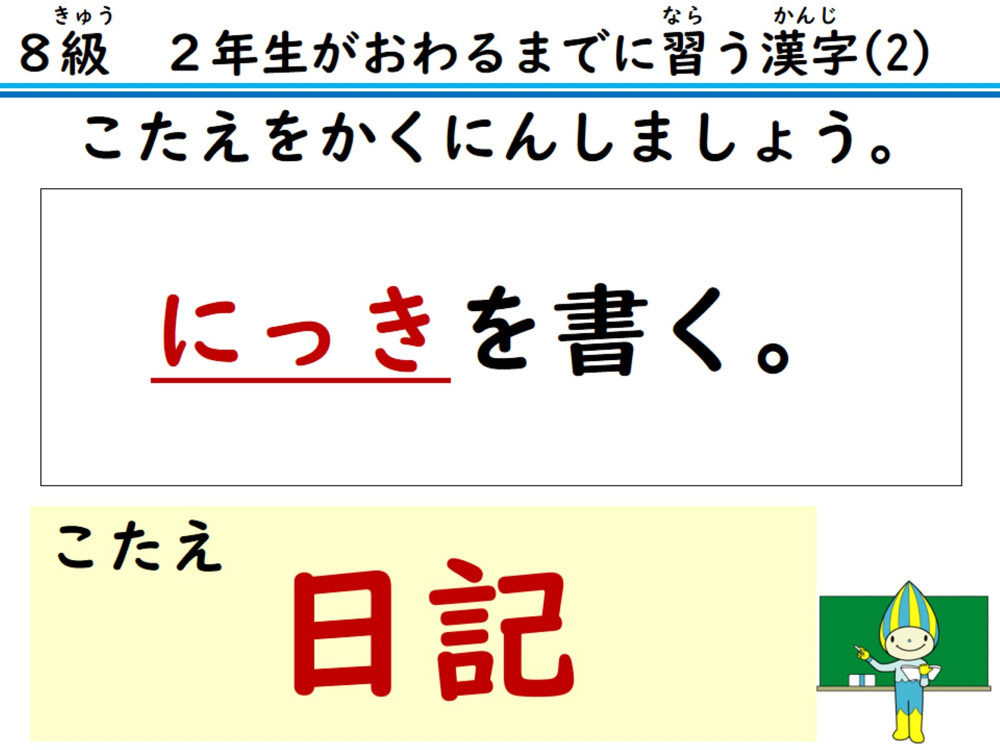 きゅう なら かんじ
８級　２年生がおわるまでに習う漢字(2)
こたえをかくにんしましょう。
にっきを書く。
こたえ
日記